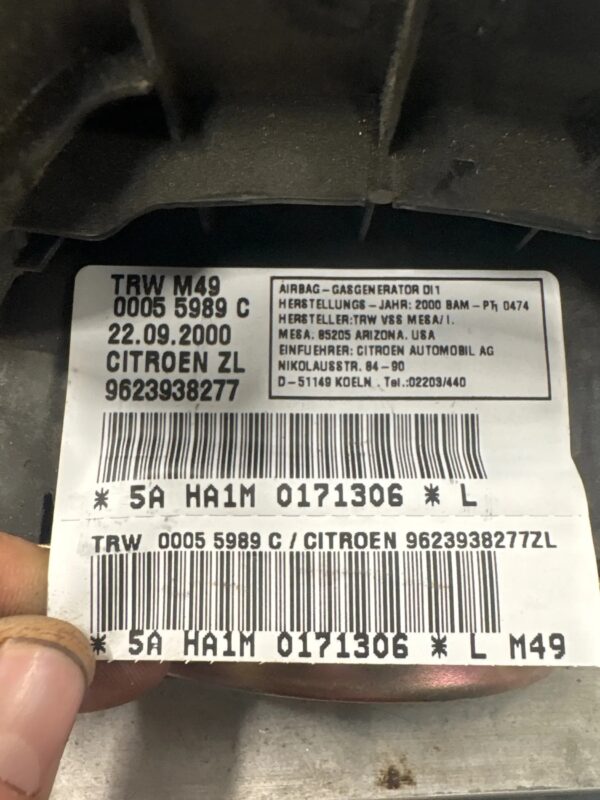 TRW M49
0005 5989 C
22.09.2000
CITROEN ZL
9623938277
AIRBAG-GASGENERATOR DI1
HERSTELLUNGS-JAHR: 2000 BAM-PT1 0474
HERSTELLER:TRW VSS MESA/1.
MESA: 85205 ARIZONA. USA
EINFUEHRER: CITROEN AUTOMOBIL AG
NIKOLAUSSTR. 84-90
D-51149 KOELN . Tel.:02203/440
* 5A HA1M 0171306 * L
TRW 0005 5989 C / CITROEN 9623938277ZL
* 5A HA1M 0171306 * L M49